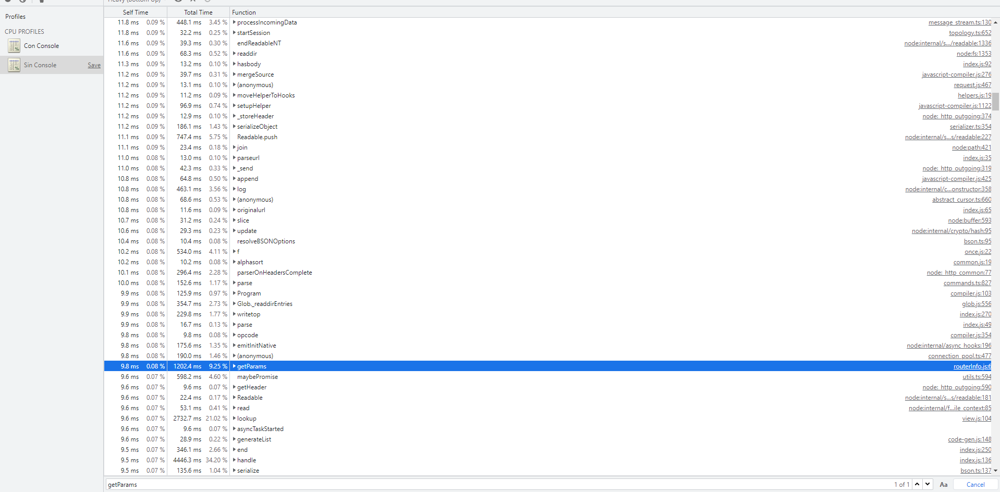 Heavy (Bottom Up)
Self Time Total Time Function
Profiles
CPU PROFILES
Con Console
Sin Console Save
11.8 ms 0.09 % 448.1 ms 3.45 % processIncomingData message_stream.ts:130
11.8 ms 0.09 % 32.2 ms 0.25 % startSession topology.ts:652
11.6 ms 0.09 % 39.3 ms 0.30 % endReadableNT node:internal/s…/readable:1336
11.6 ms 0.09 % 68.3 ms 0.52 % readdir node:fs:1353
11.3 ms 0.09 % 13.2 ms 0.10 % hasbody index.js:92
11.2 ms 0.09 % 39.7 ms 0.31 % mergeSource javascript-compiler.js:276
11.2 ms 0.09 % 13.1 ms 0.10 % (anonymous) request.js:467
11.2 ms 0.09 % 11.2 ms 0.09 % moveHelperToHooks helpers.js:19
11.2 ms 0.09 % 96.9 ms 0.74 % setupHelper javascript-compiler.js:1122
11.2 ms 0.09 % 12.9 ms 0.10 % _storeHeader node:_http_outgoing:374
11.2 ms 0.09 % 186.1 ms 1.43 % serializeObject serializer.ts:354
11.1 ms 0.09 % 747.4 ms 5.75 % Readable.push node:internal/s…s/readable:227
11.1 ms 0.09 % 23.4 ms 0.18 % join node:path:421
11.0 ms 0.08 % 13.0 ms 0.10 % parseurl index.js:35
11.0 ms 0.08 % 42.3 ms 0.33 % _send node:_http_outgoing:319
10.8 ms 0.08 % 64.8 ms 0.50 % append javascript-compiler.js:425
10.8 ms 0.08 % 463.1 ms 3.56 % log node:internal/c…onstructor:358
10.8 ms 0.08 % 68.6 ms 0.53 % (anonymous) abstract_cursor.ts:660
10.8 ms 0.08 % 11.6 ms 0.09 % originalurl index.js:65
10.7 ms 0.08 % 31.2 ms 0.24 % slice node:buffer:593
10.6 ms 0.08 % 29.3 ms 0.23 % update node:internal/crypto/hash:95
10.4 ms 0.08 % 10.4 ms 0.08 % resolveBSONOptions bson.ts:95
10.2 ms 0.08 % 534.0 ms 4.11 % f once.js:22
10.2 ms 0.08 % 10.2 ms 0.08 % alphasort common.js:19
10.1 ms 0.08 % 296.4 ms 2.28 % parserOnHeadersComplete node:_http_common:77
10.0 ms 0.08 % 152.6 ms 1.17 % parse commands.ts:827
9.9 ms 0.08 % 125.9 ms 0.97 % Program compiler.js:103
9.9 ms 0.08 % 354.7 ms 2.73 % Glob._readdirEntries glob.js:556
9.9 ms 0.08 % 229.8 ms 1.77 % writetop index.js:270
9.9 ms 0.08 % 16.7 ms 0.13 % parse index.js:49
9.8 ms 0.08 % 9.8 ms 0.08 % opcode compiler.js:354
9.8 ms 0.08 % 175.6 ms 1.35 % emitInitNative node:internal/async_hooks:196
9.8 ms 0.08 % 190.0 ms 1.46 % (anonymous) connection_pool.ts:477
9.8 ms 0.08 % 1202.4 ms 9.25 % getParams routerInfo.js:6
9.6 ms 0.07 % 598.2 ms 4.60 % maybePromise utils.ts:594
9.6 ms 0.07 % 9.6 ms 0.07 % getHeader node:_http_outgoing:590
9.6 ms 0.07 % 22.4 ms 0.17 % Readable node:internal/s…s/readable:181
9.6 ms 0.07 % 53.1 ms 0.41 % read node:internal/f…ile_context:85
9.6 ms 0.07 % 2732.7 ms 21.02 % lookup view.js:104
9.6 ms 0.07 % 9.6 ms 0.07 % asyncTaskStarted
9.6 ms 0.07 % 28.9 ms 0.22 % generateList code-gen.js:148
9.5 ms 0.07 % 346.1 ms 2.66 % end index.js:250
9.5 ms 0.07 % 4446.3 ms 34.20 % handle index.js:136
9.5 ms 0.07 % 135.6 ms 1.04 % serialize bson.ts:137
getParams 1 of 1 Aa Cancel